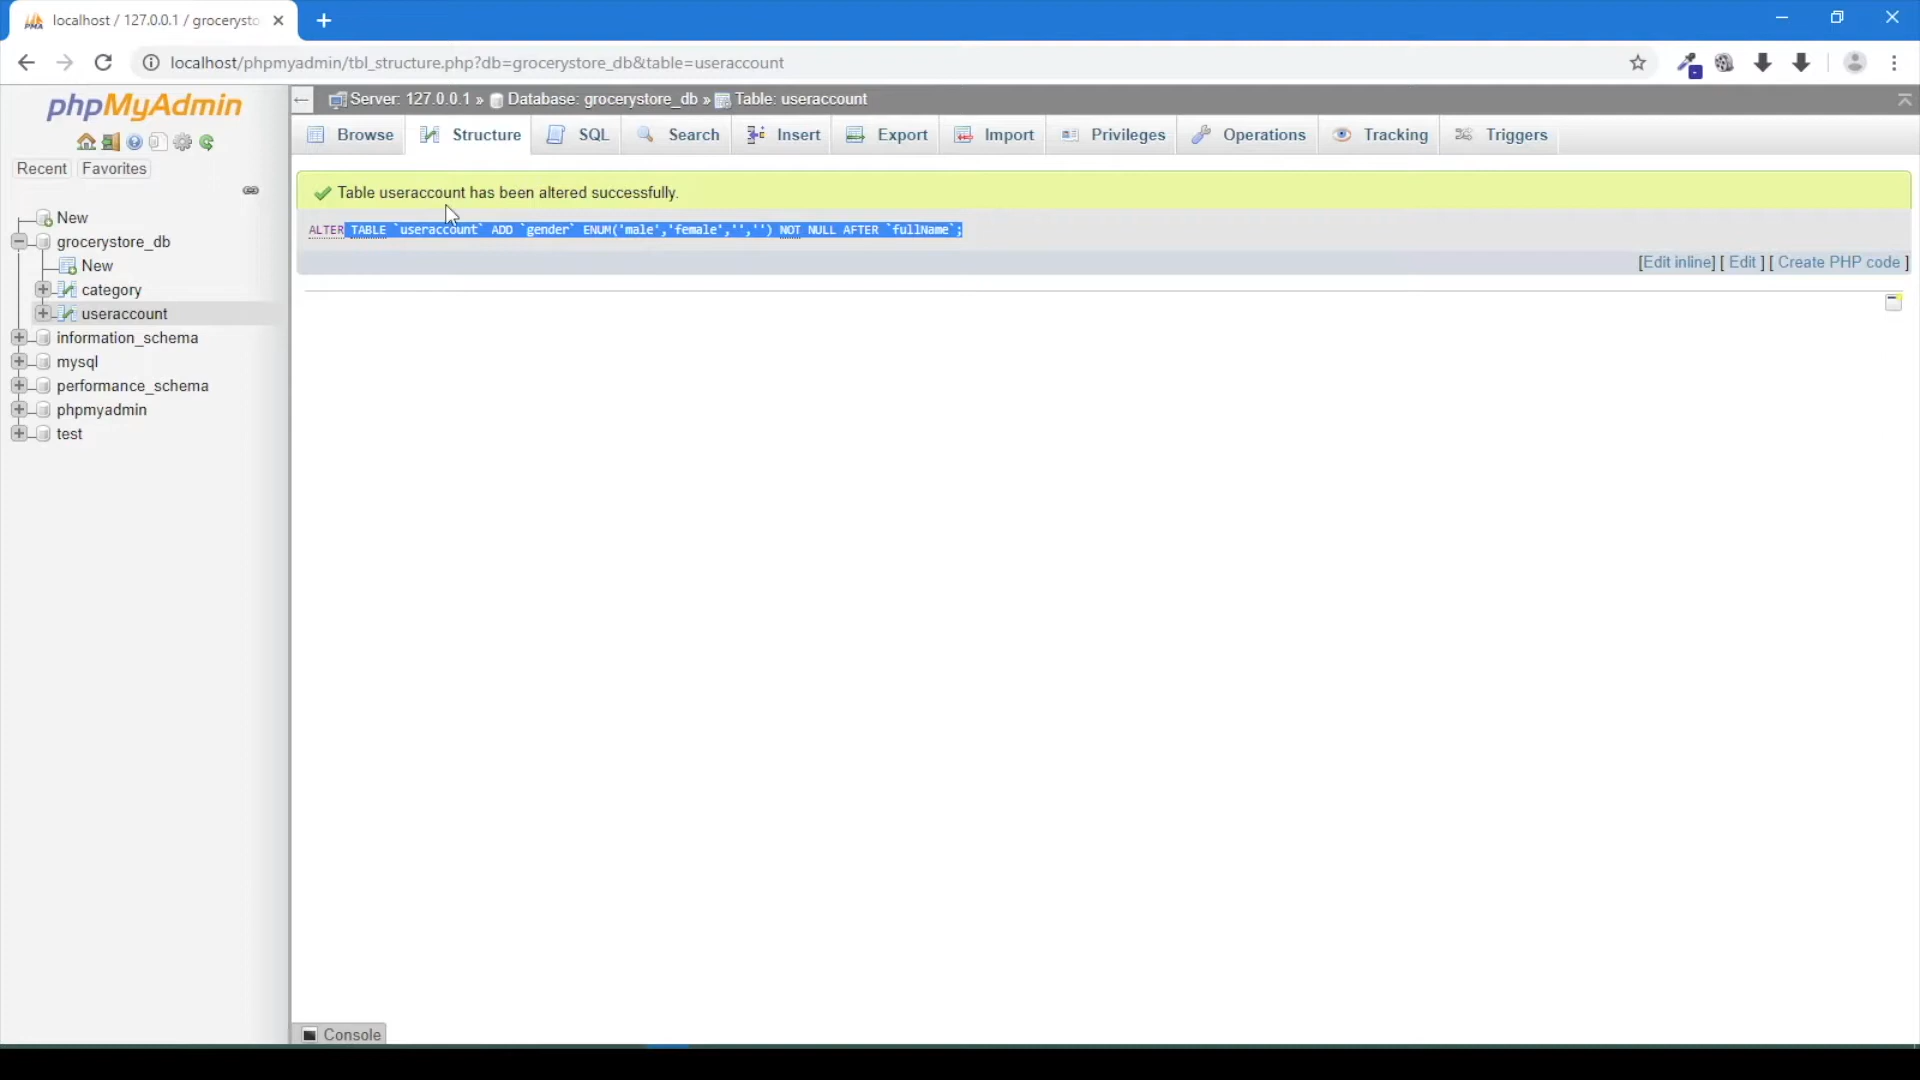 localhost / 127.0.0.1 / grocerysto
localhost/phpmyadmin/tbl_structure.php?db=grocerystore_db&table=useraccount
phpMyAdmin
Recent
Favorites
New
grocerystore_db
New
category
useraccount
information_schema
mysql
performance_schema
phpmyadmin
test
Server: 127.0.0.1 » Database: grocerystore_db » Table: useraccount
Browse
Structure
SQL
Search
Insert
Export
Import
Privileges
Operations
Tracking
Triggers
Table useraccount has been altered successfully.
ALTER TABLE `useraccount` ADD `gender` ENUM('male','female','','') NOT NULL AFTER `fullName`;
[Edit inline] [ Edit ] [ Create PHP code ]
Console